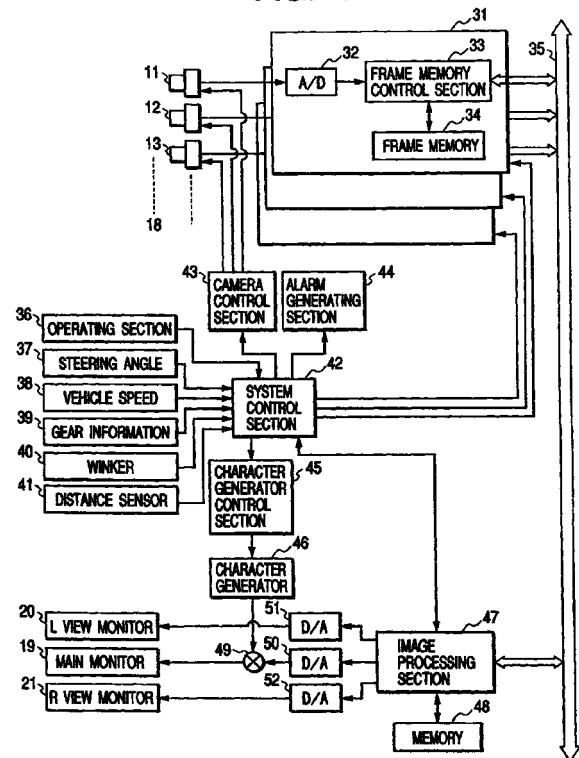 31
35
32
33
11
A/D
FRAME MEMORY
CONTROL SECTION
12
34
13
FRAME MEMORY
18
43
44
CAMERA
CONTROL
SECTION
ALARM
GENERATING
SECTION
36
OPERATING SECTION
42
37
STEERING ANGLE
38
VEHICLE SPEED
SYSTEM
CONTROL
SECTION
39
GEAR INFORMATION
40
WINKER
45
41
DISTANCE SENSOR
CHARACTER
GENERATOR
CONTROL
SECTION
46
CHARACTER
GENERATOR
20
L VIEW MONITOR
51
D/A
47
19
MAIN MONITOR
49
50
D/A
IMAGE
PROCESSING
SECTION
21
R VIEW MONITOR
52
D/A
48
MEMORY